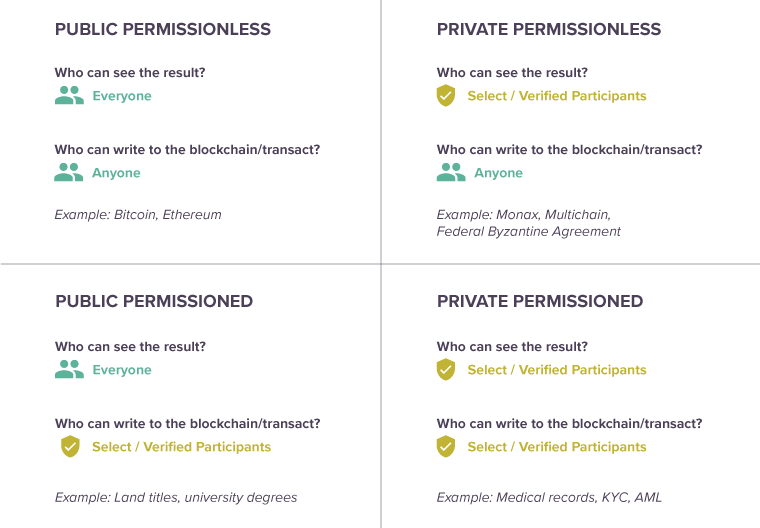 PUBLIC PERMISSIONLESS
Who can see the result?
Everyone
Who can write to the blockchain/transact?
Anyone
Example: Bitcoin, Ethereum
PRIVATE PERMISSIONLESS
Who can see the result?
Select / Verified Participants
Who can write to the blockchain/transact?
Anyone
Example: Monax, Multichain,
Federal Byzantine Agreement
PUBLIC PERMISSIONED
Who can see the result?
Everyone
Who can write to the blockchain/transact?
Select / Verified Participants
Example: Land titles, university degrees
PRIVATE PERMISSIONED
Who can see the result?
Select / Verified Participants
Who can write to the blockchain/transact?
Select / Verified Participants
Example: Medical records, KYC, AML